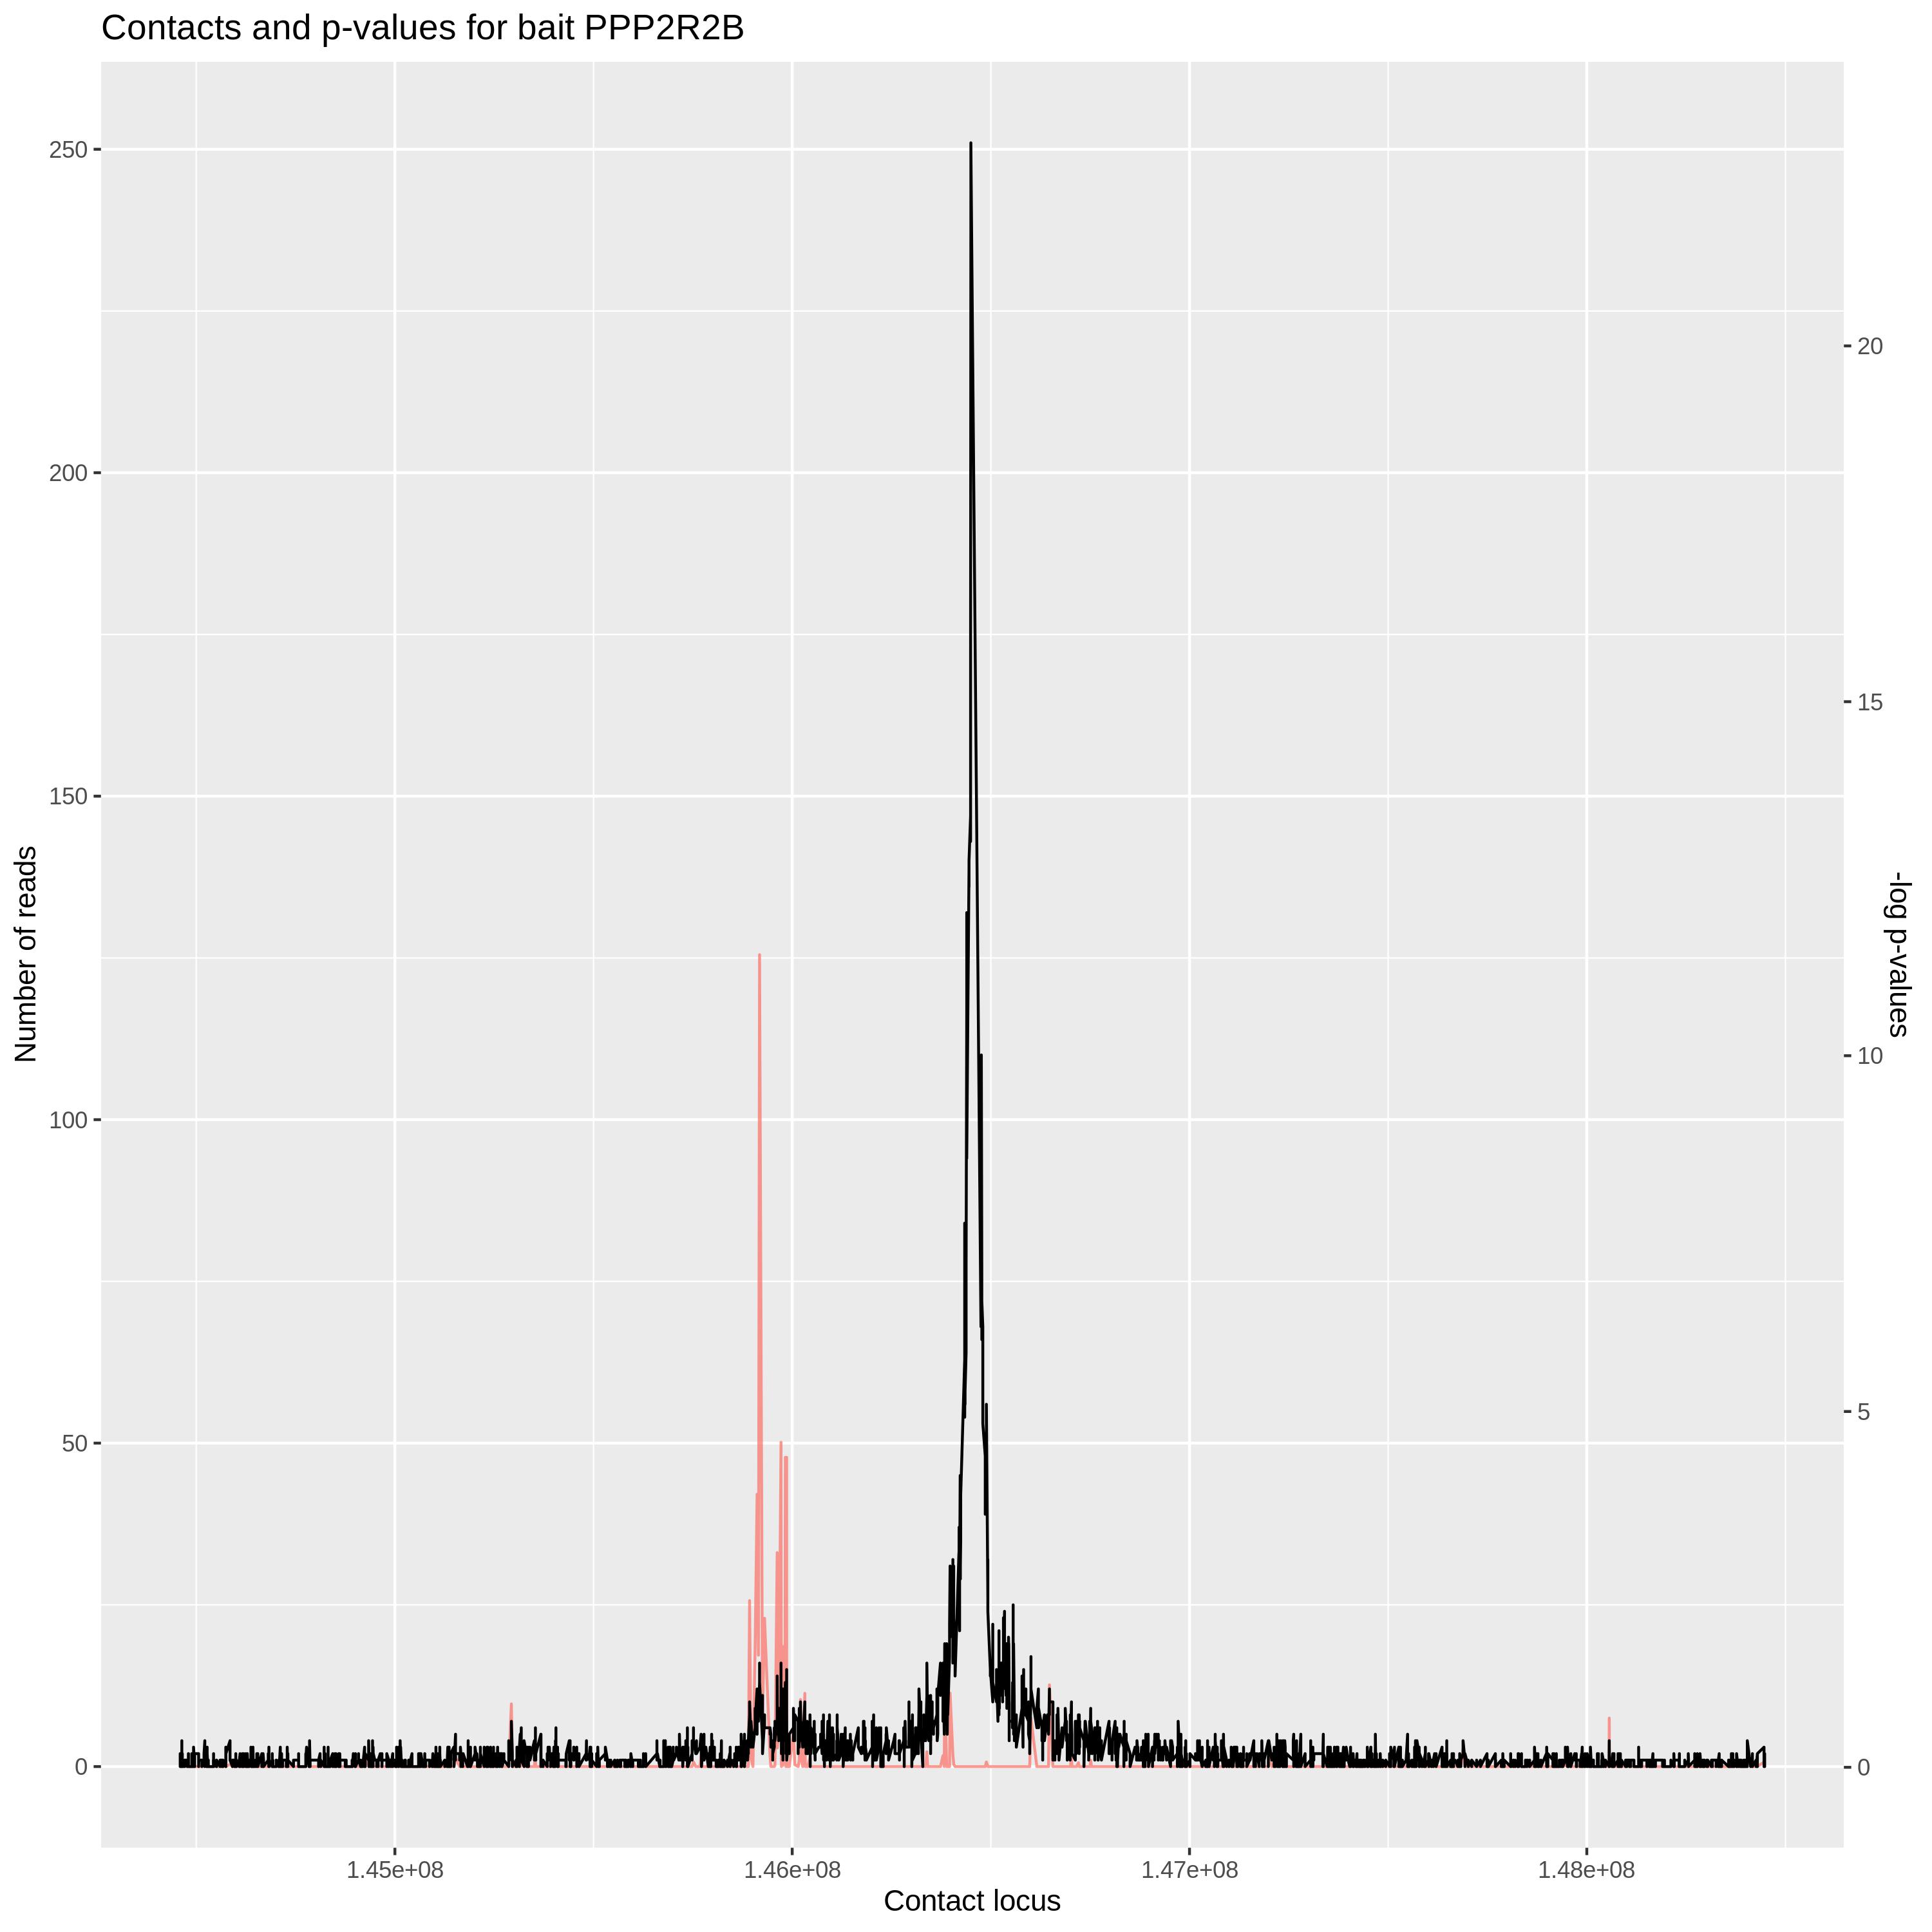 Contacts and p-values for bait PPP2R2B
250
200
150
100
50
0
Number of reads
20
15
10
5
0
-log p-values
1.45e+08
1.46e+08
1.47e+08
1.48e+08
Contact locus